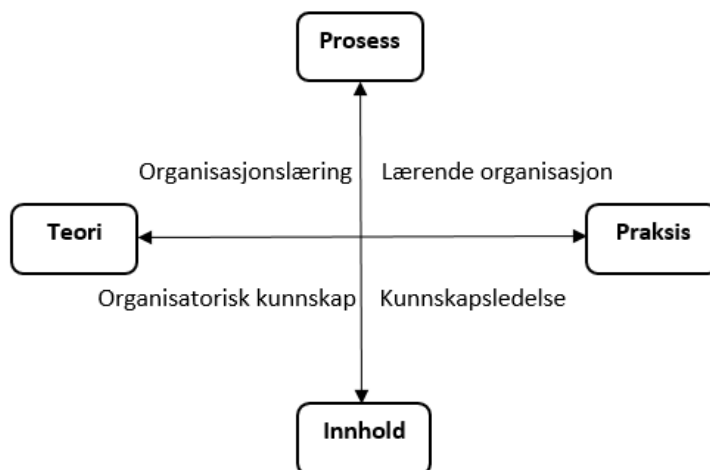 Prosess
Organisasjonslæring Lærende organisasjon
Teori Praksis
Organisatorisk kunnskap Kunnskapsledelse
Innhold